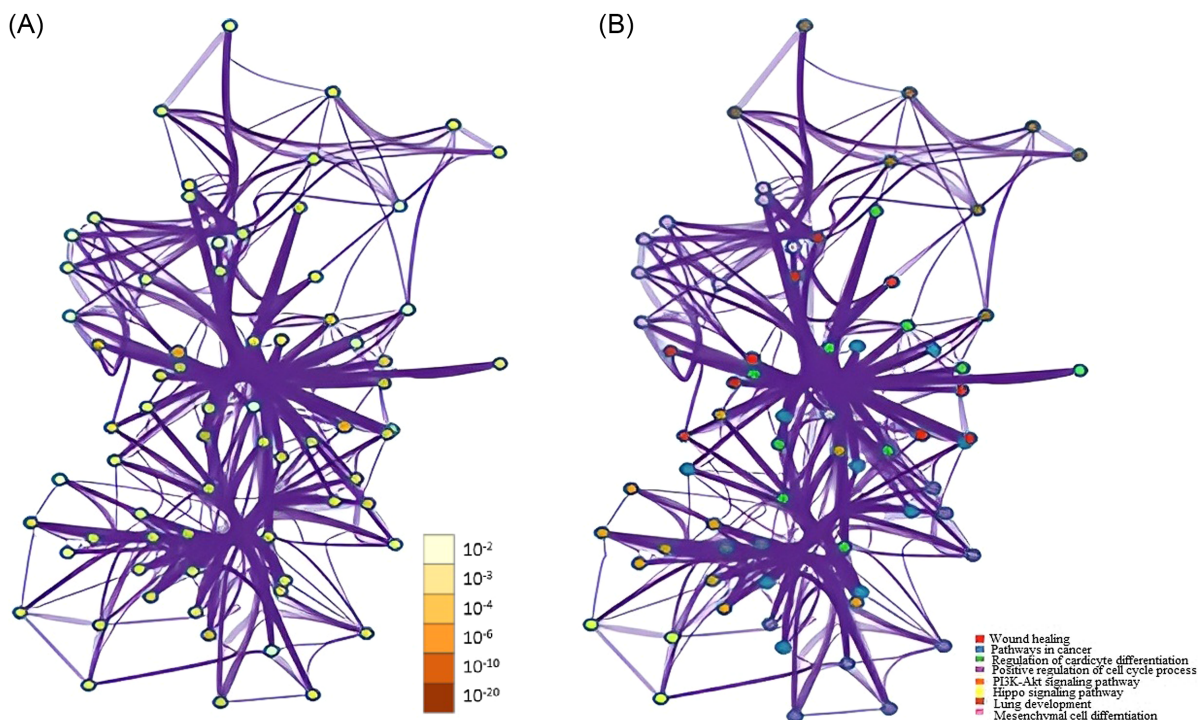 (A)
(B)
10-2
10-3
10-4
10-6
10-10
10-20
Wound healing
Pathways in cancer
Regulation of cardicyte differentiation
Positive regulation of cell cycle process
PI3K-Akt signaling pathway
Hippo signaling pathway
Lung development
Mesenchymal cell differntiation